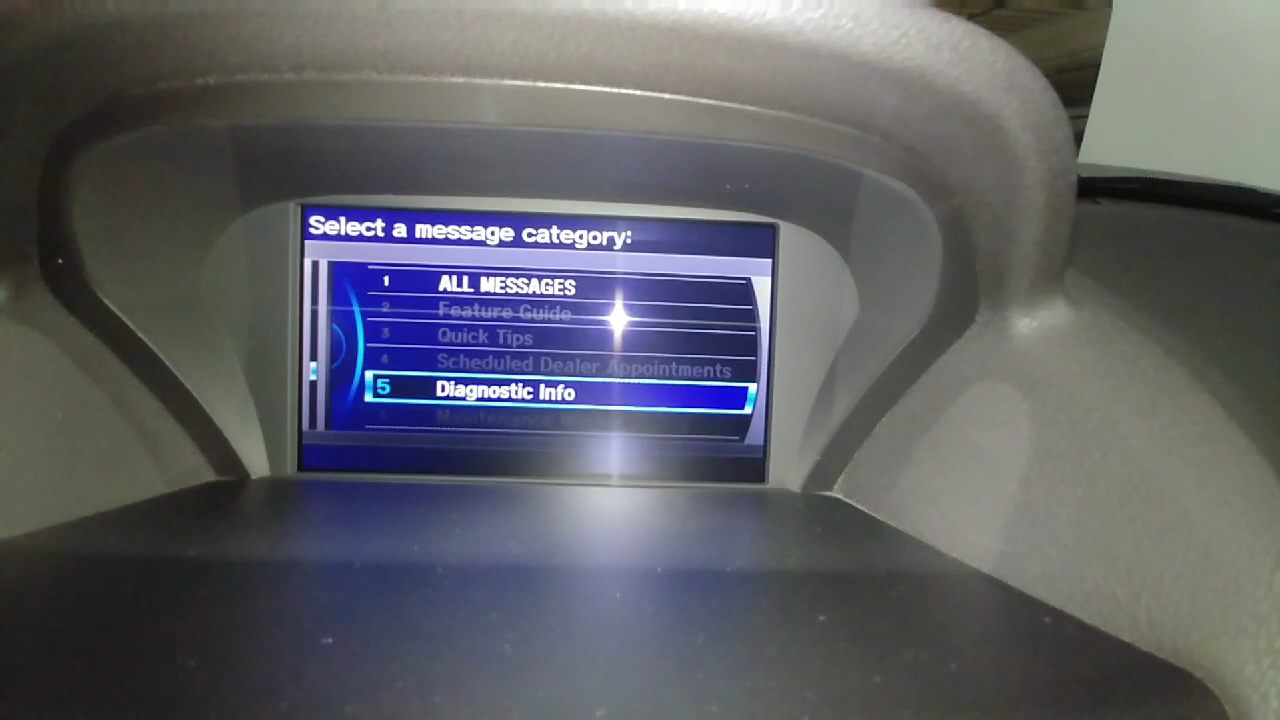 Select a message category:
1 ALL MESSAGES
2 Feature Guide
3 Quick Tips
4 Scheduled Dealer Appointments
5 Diagnostic Info
Maintenance